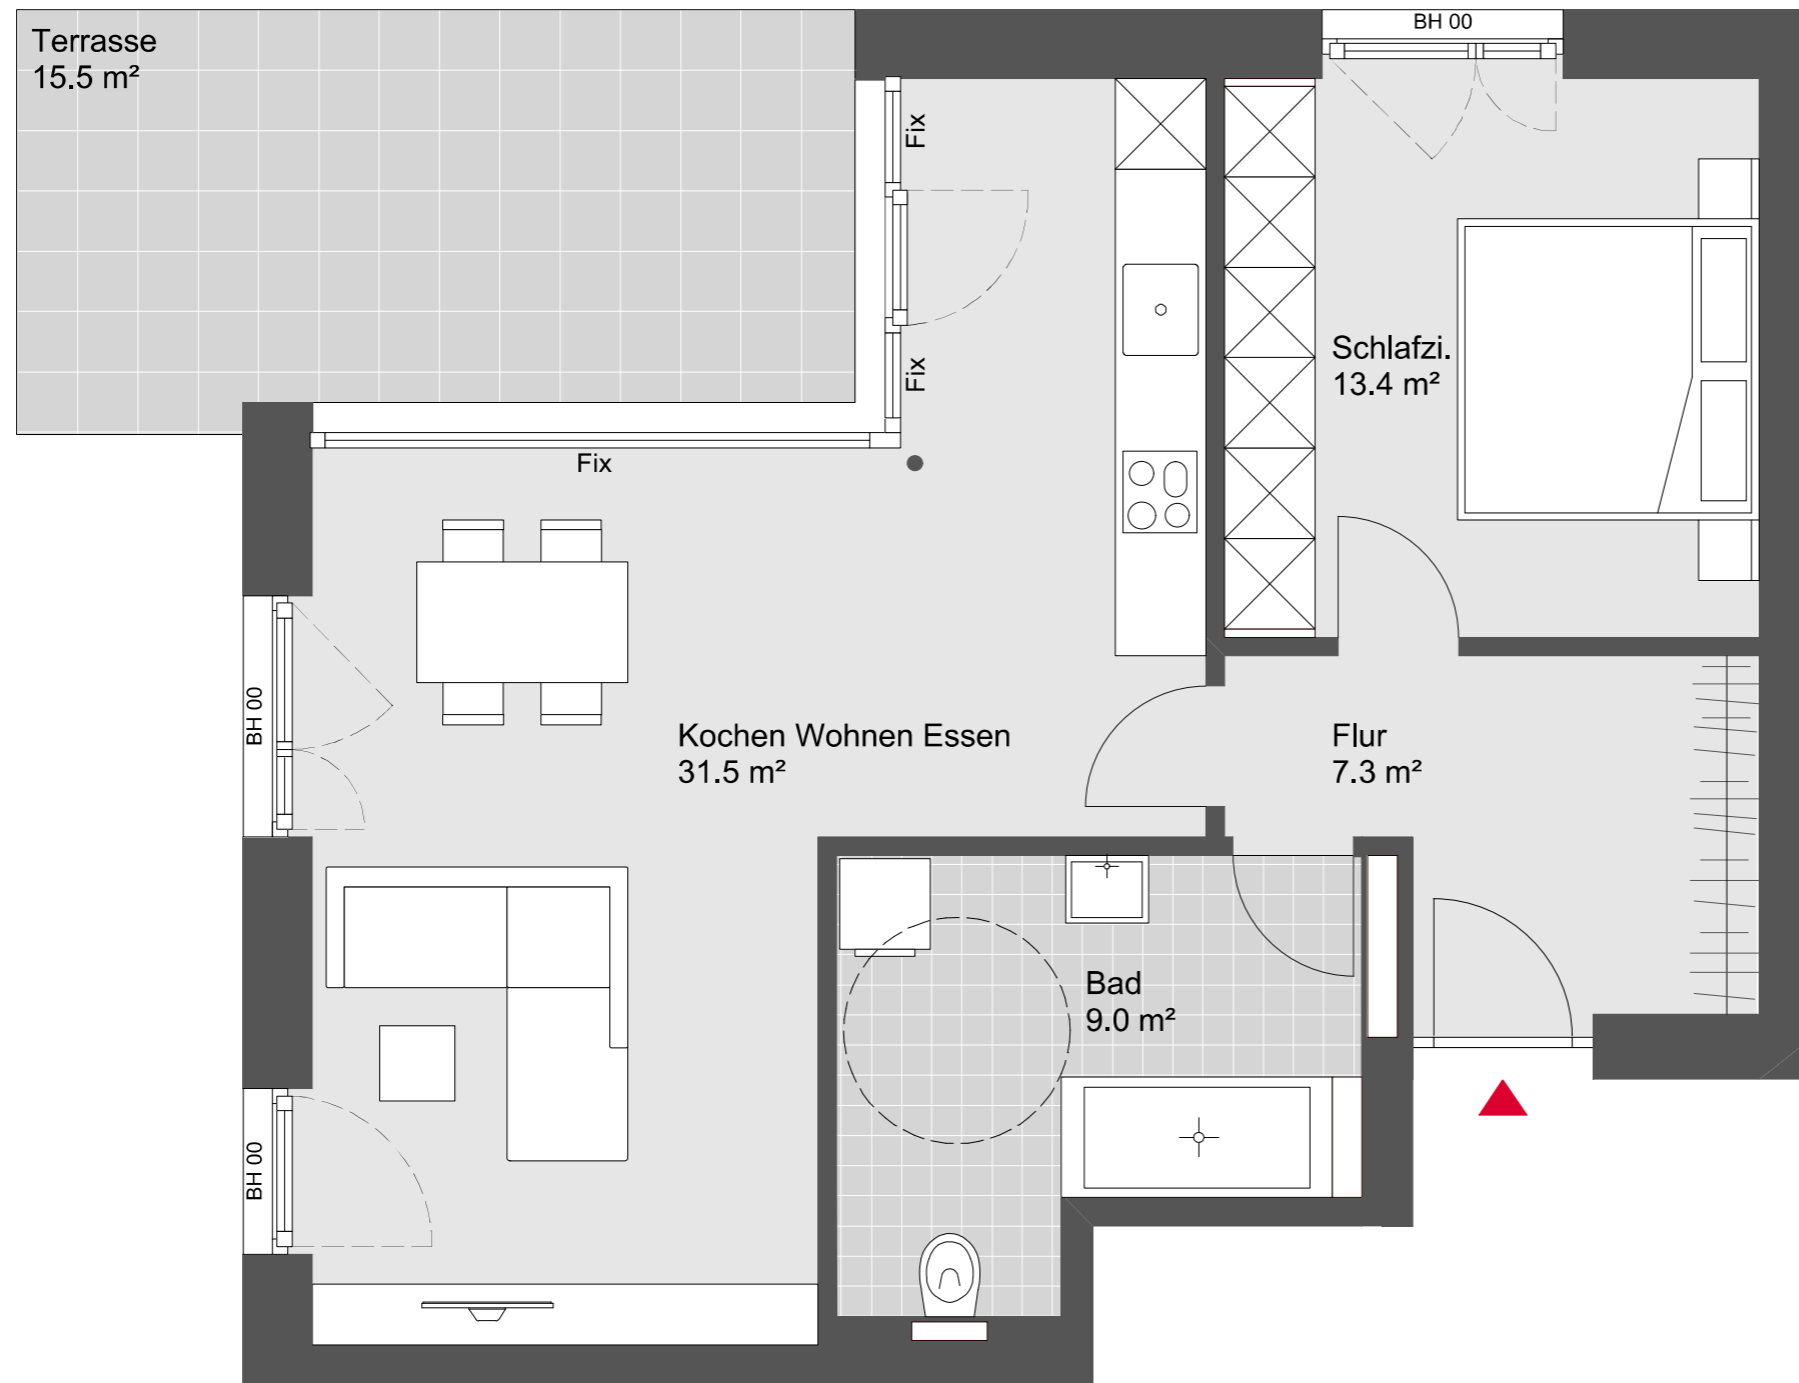 Terrasse
15.5 m²
BH 00
Fix
Fix
Fix
Schlafzi.
13.4 m²
BH 00
Kochen Wohnen Essen
31.5 m²
Flur
7.3 m²
Bad
9.0 m²
BH 00